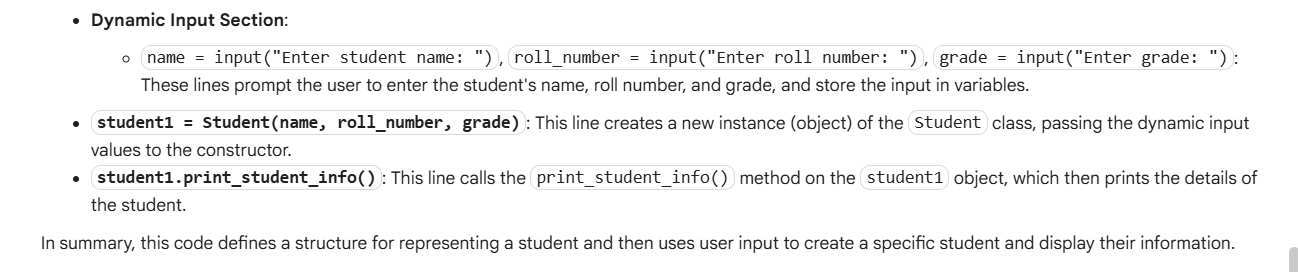 Dynamic Input Section:
name = input("Enter student name: "), roll_number = input("Enter roll number: "), grade = input("Enter grade: "):
These lines prompt the user to enter the student's name, roll number, and grade, and store the input in variables.
student1 = Student(name, roll_number, grade): This line creates a new instance (object) of the Student class, passing the dynamic input
values to the constructor.
student1.print_student_info(): This line calls the print_student_info() method on the student1 object, which then prints the details of
the student.
In summary, this code defines a structure for representing a student and then uses user input to create a specific student and display their information.